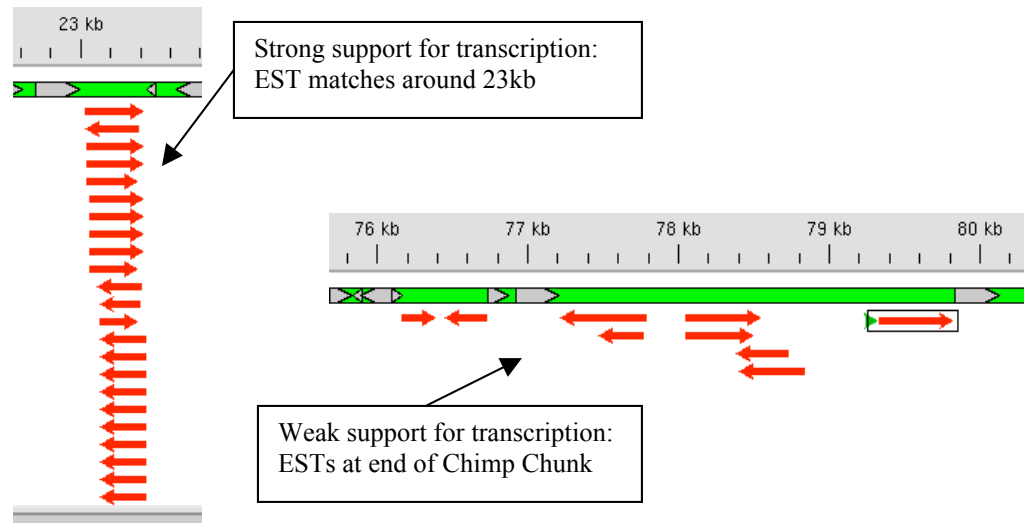 23 kb
Strong support for transcription:
EST matches around 23kb
76 kb 77 kb 78 kb 79 kb 80 kb
Weak support for transcription:
ESTs at end of Chimp Chunk